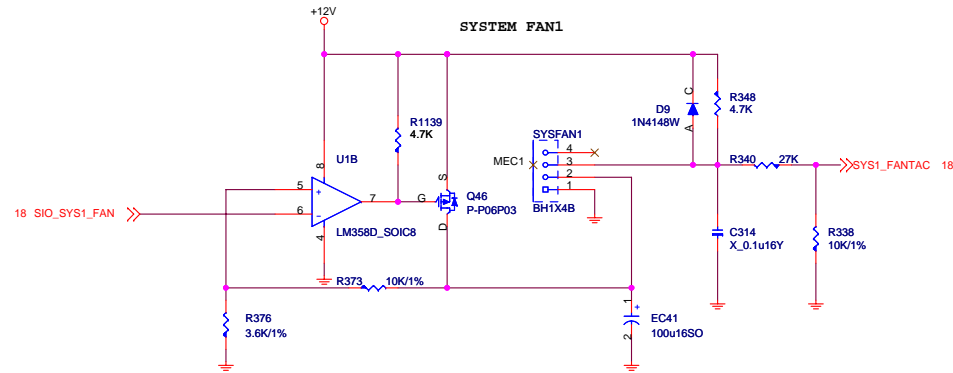 +12V
SYSTEM FAN1
R1139
4.7K
D9
1N4148W
C
A
R348
4.7K
SYSFAN1
MEC1
4
3
2
1
BH1X4B
R340
27K
SYS1_FANTAC 18
U1B
8
5
+
6
-
7
4
LM358D_SOIC8
18 SIO_SYS1_FAN
S
G
D
Q46
P-P06P03
C314
X_0.1u16Y
R338
10K/1%
R373
10K/1%
R376
3.6K/1%
1
+
2
EC41
100u16SO